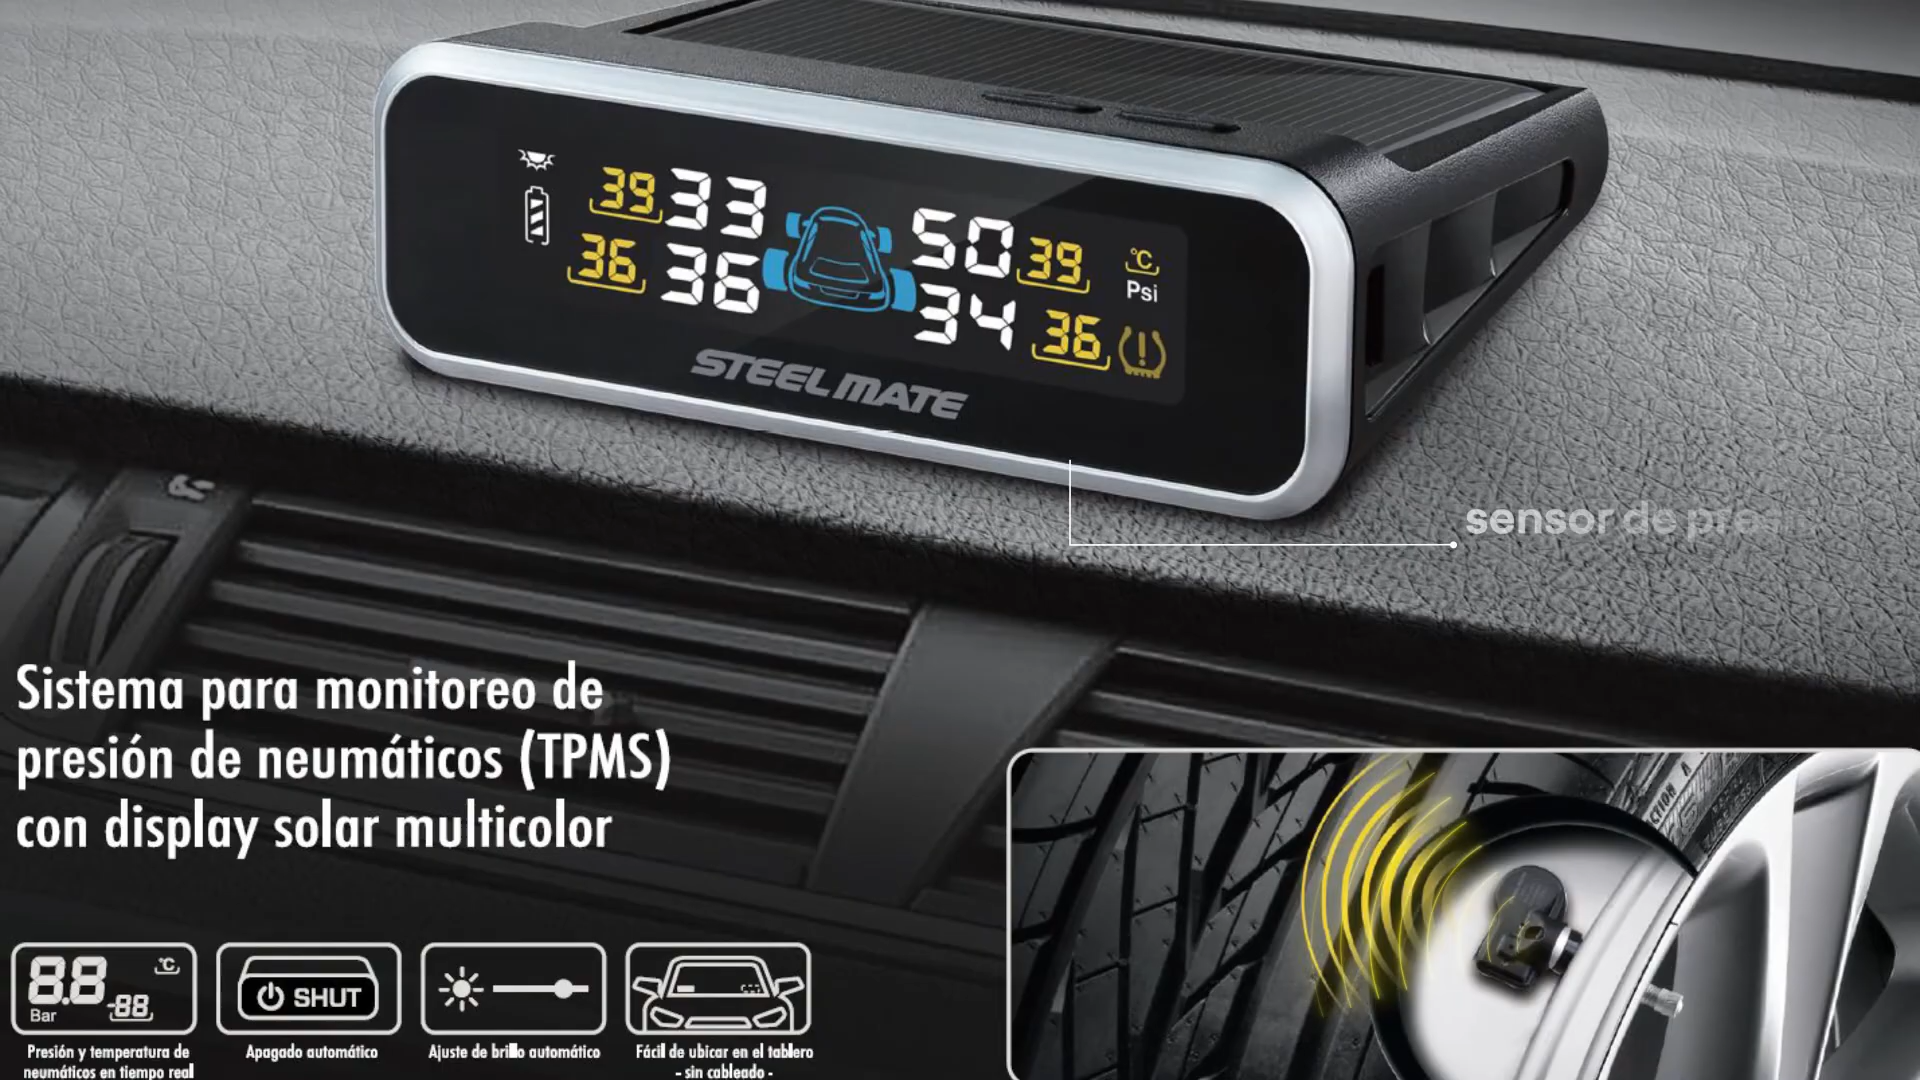 39 33 50 39 °C
Psi
36 36 34 36
STEELMATE
sensor de pre
Sistema para monitoreo de
presión de neumáticos (TPMS)
con display solar multicolor
88 °C
Bar -88
SHUT
Presión y temperatura de
neumáticos en tiempo real
Apagado automático
Ajuste de brillo automático
Fácil de ubicar en el tablero
- sin cableado -